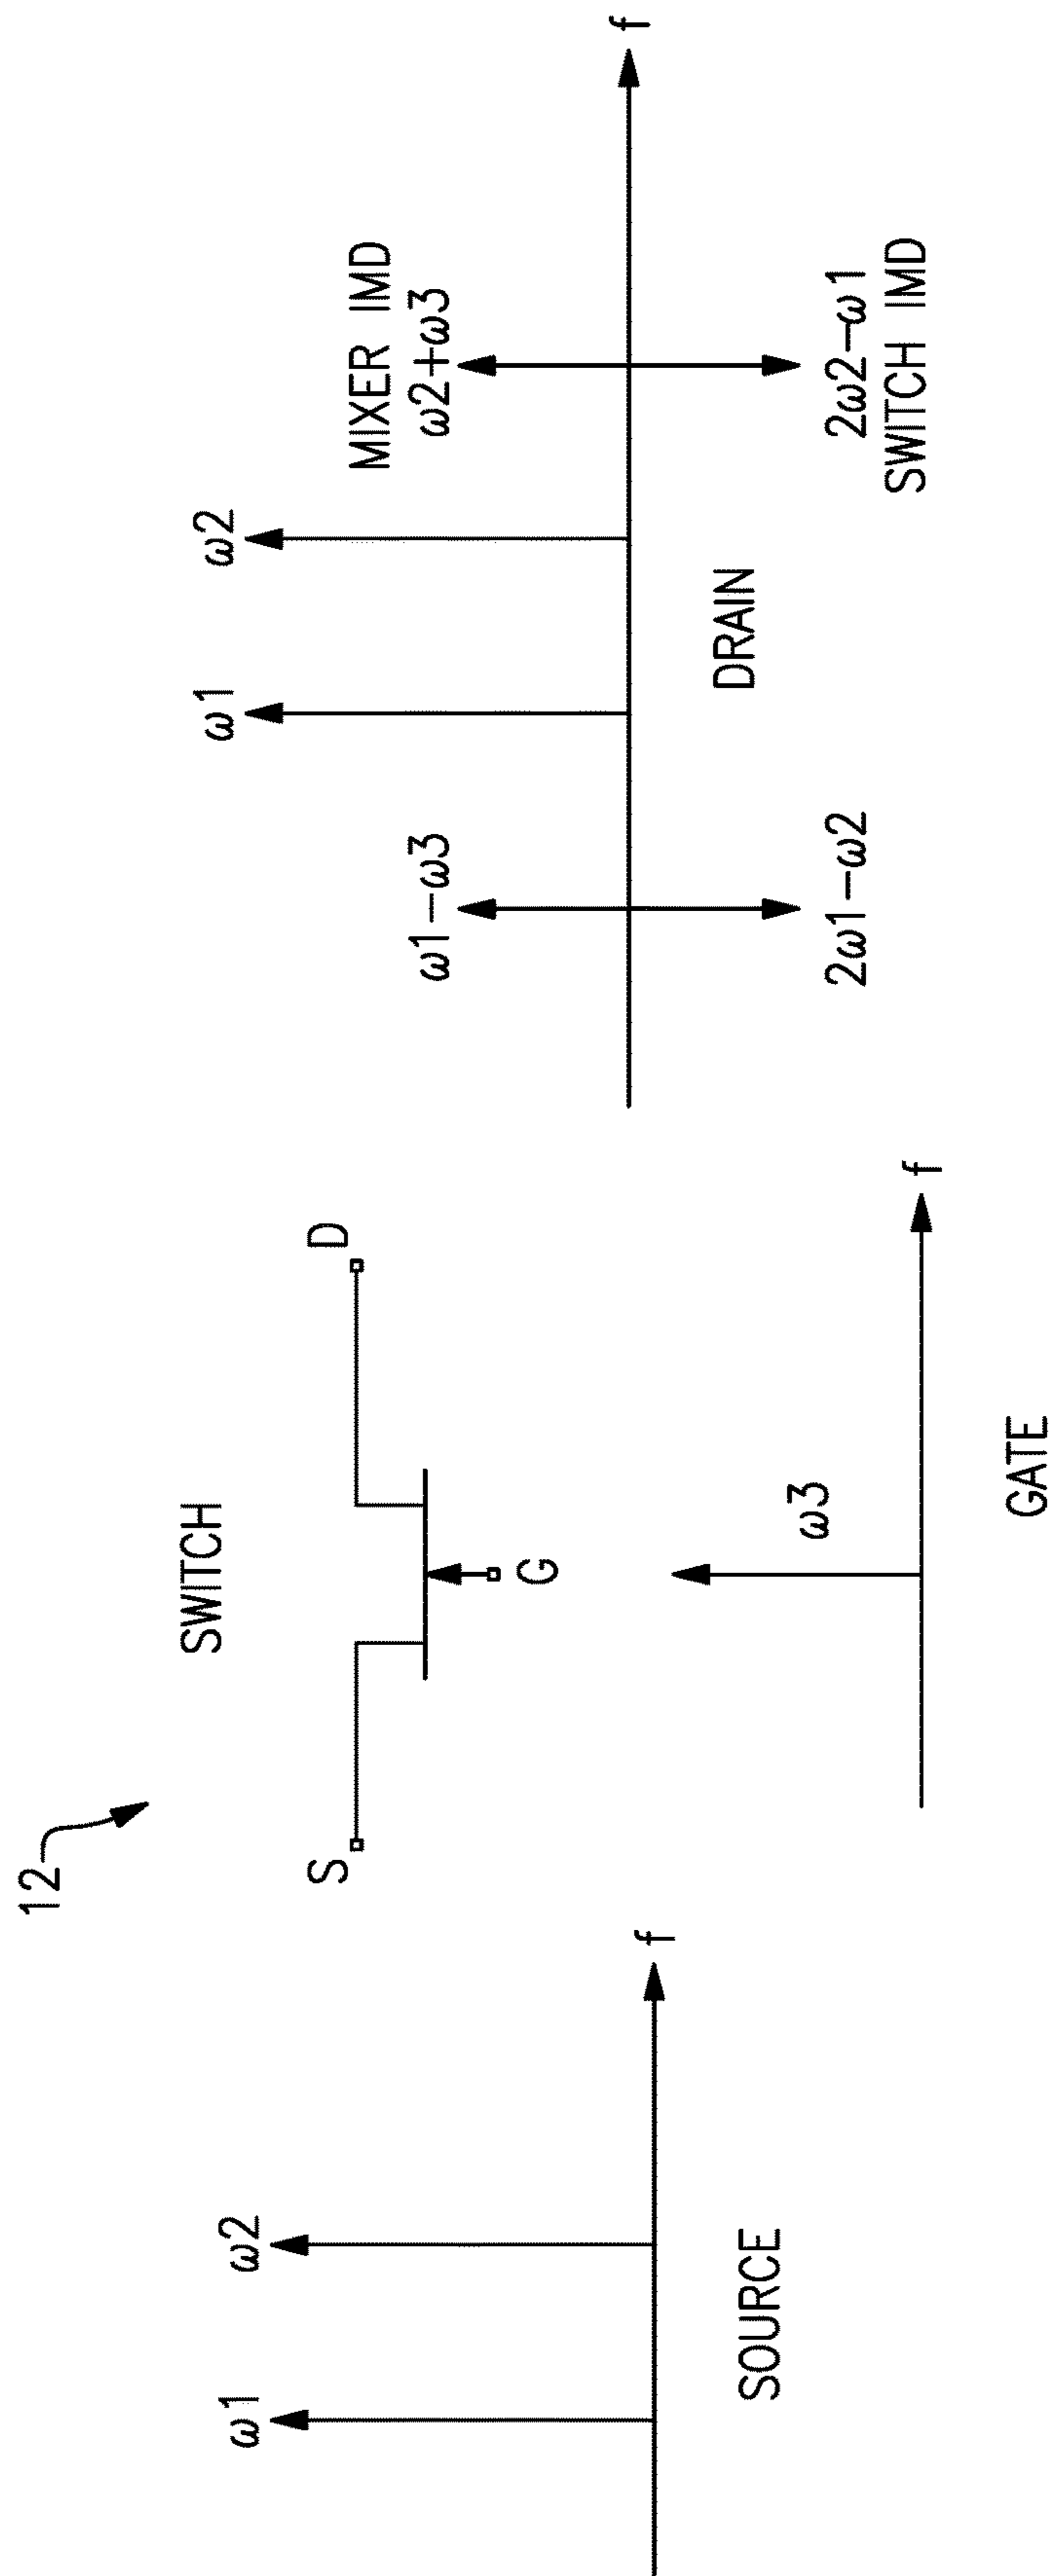 12
SWITCH
S
D
G
ω1
ω2
f
SOURCE
ω3
f
GATE
ω1
ω2
MIXER IMD
ω1−ω3
ω2+ω3
f
DRAIN
2ω1−ω2
2ω2−ω1
SWITCH IMD